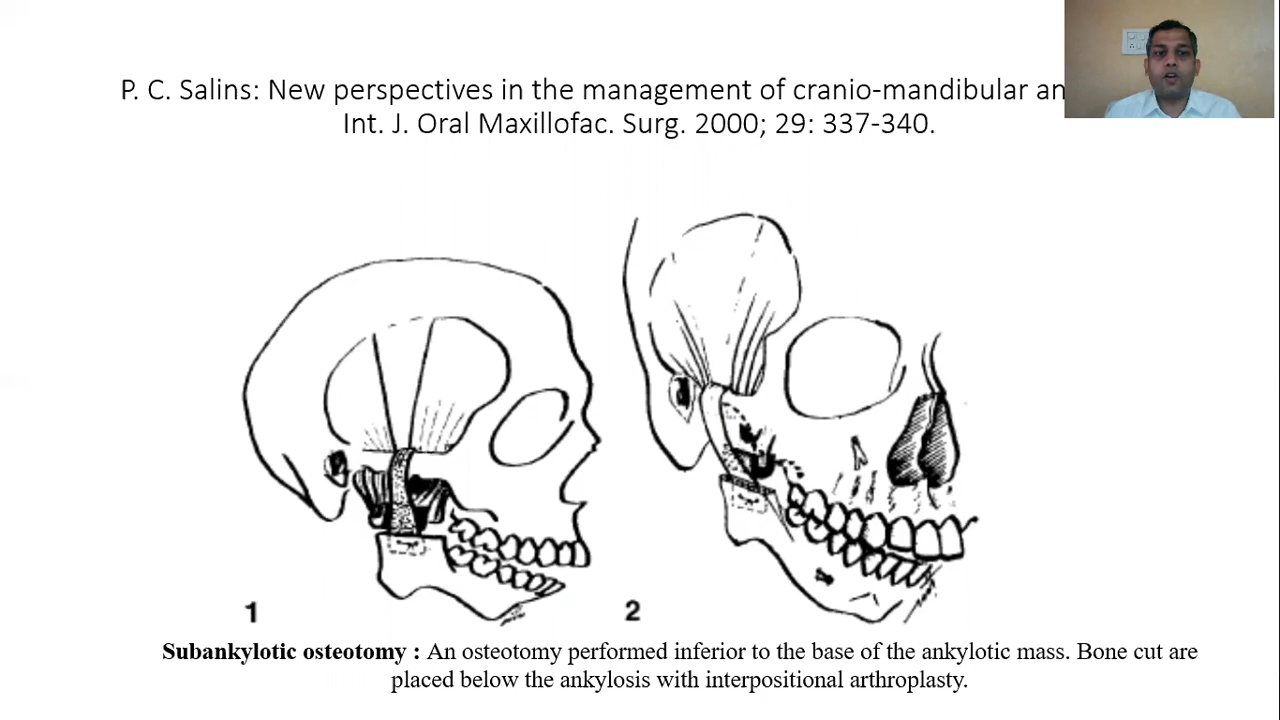 P. C. Salins: New perspectives in the management of cranio-mandibular an
Int. J. Oral Maxillofac. Surg. 2000; 29: 337-340.
1
2
Subankylotic osteotomy : An osteotomy performed inferior to the base of the ankylotic mass. Bone cut are
placed below the ankylosis with interpositional arthroplasty.